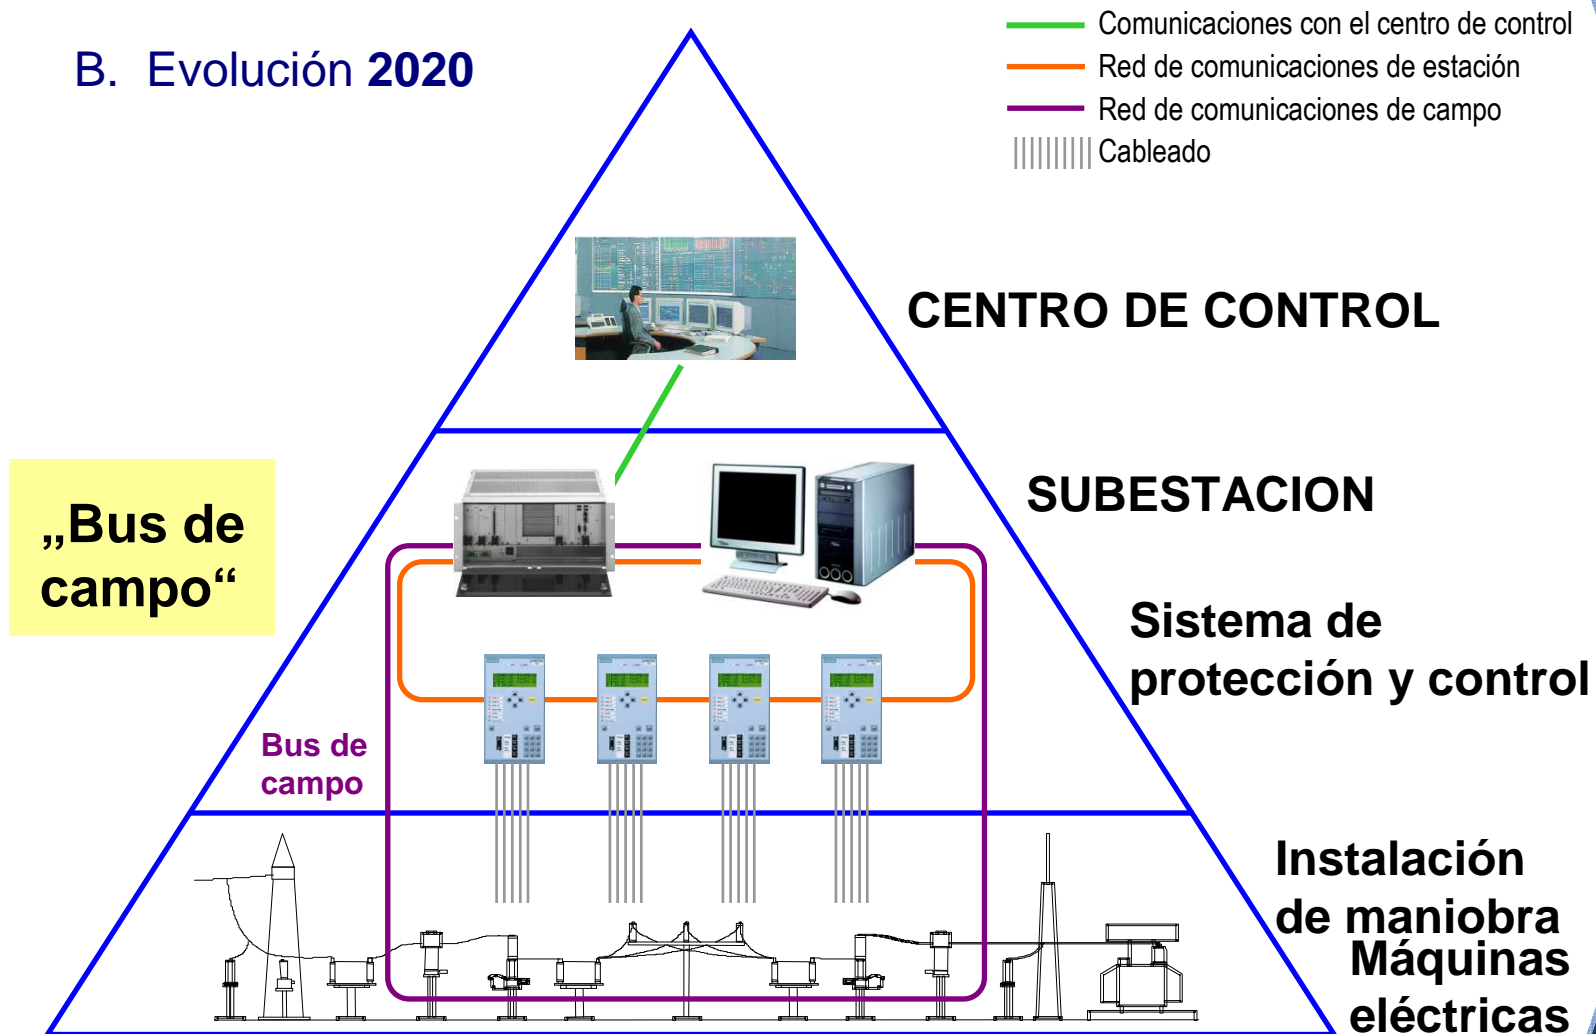 B. Evolución 2020
Comunicaciones con el centro de control
Red de comunicaciones de estación
Red de comunicaciones de campo
Cableado
CENTRO DE CONTROL
SUBESTACION
„Bus de
campo“
Sistema de
protección y control
Bus de
campo
Instalación
de maniobra
Máquinas
eléctricas